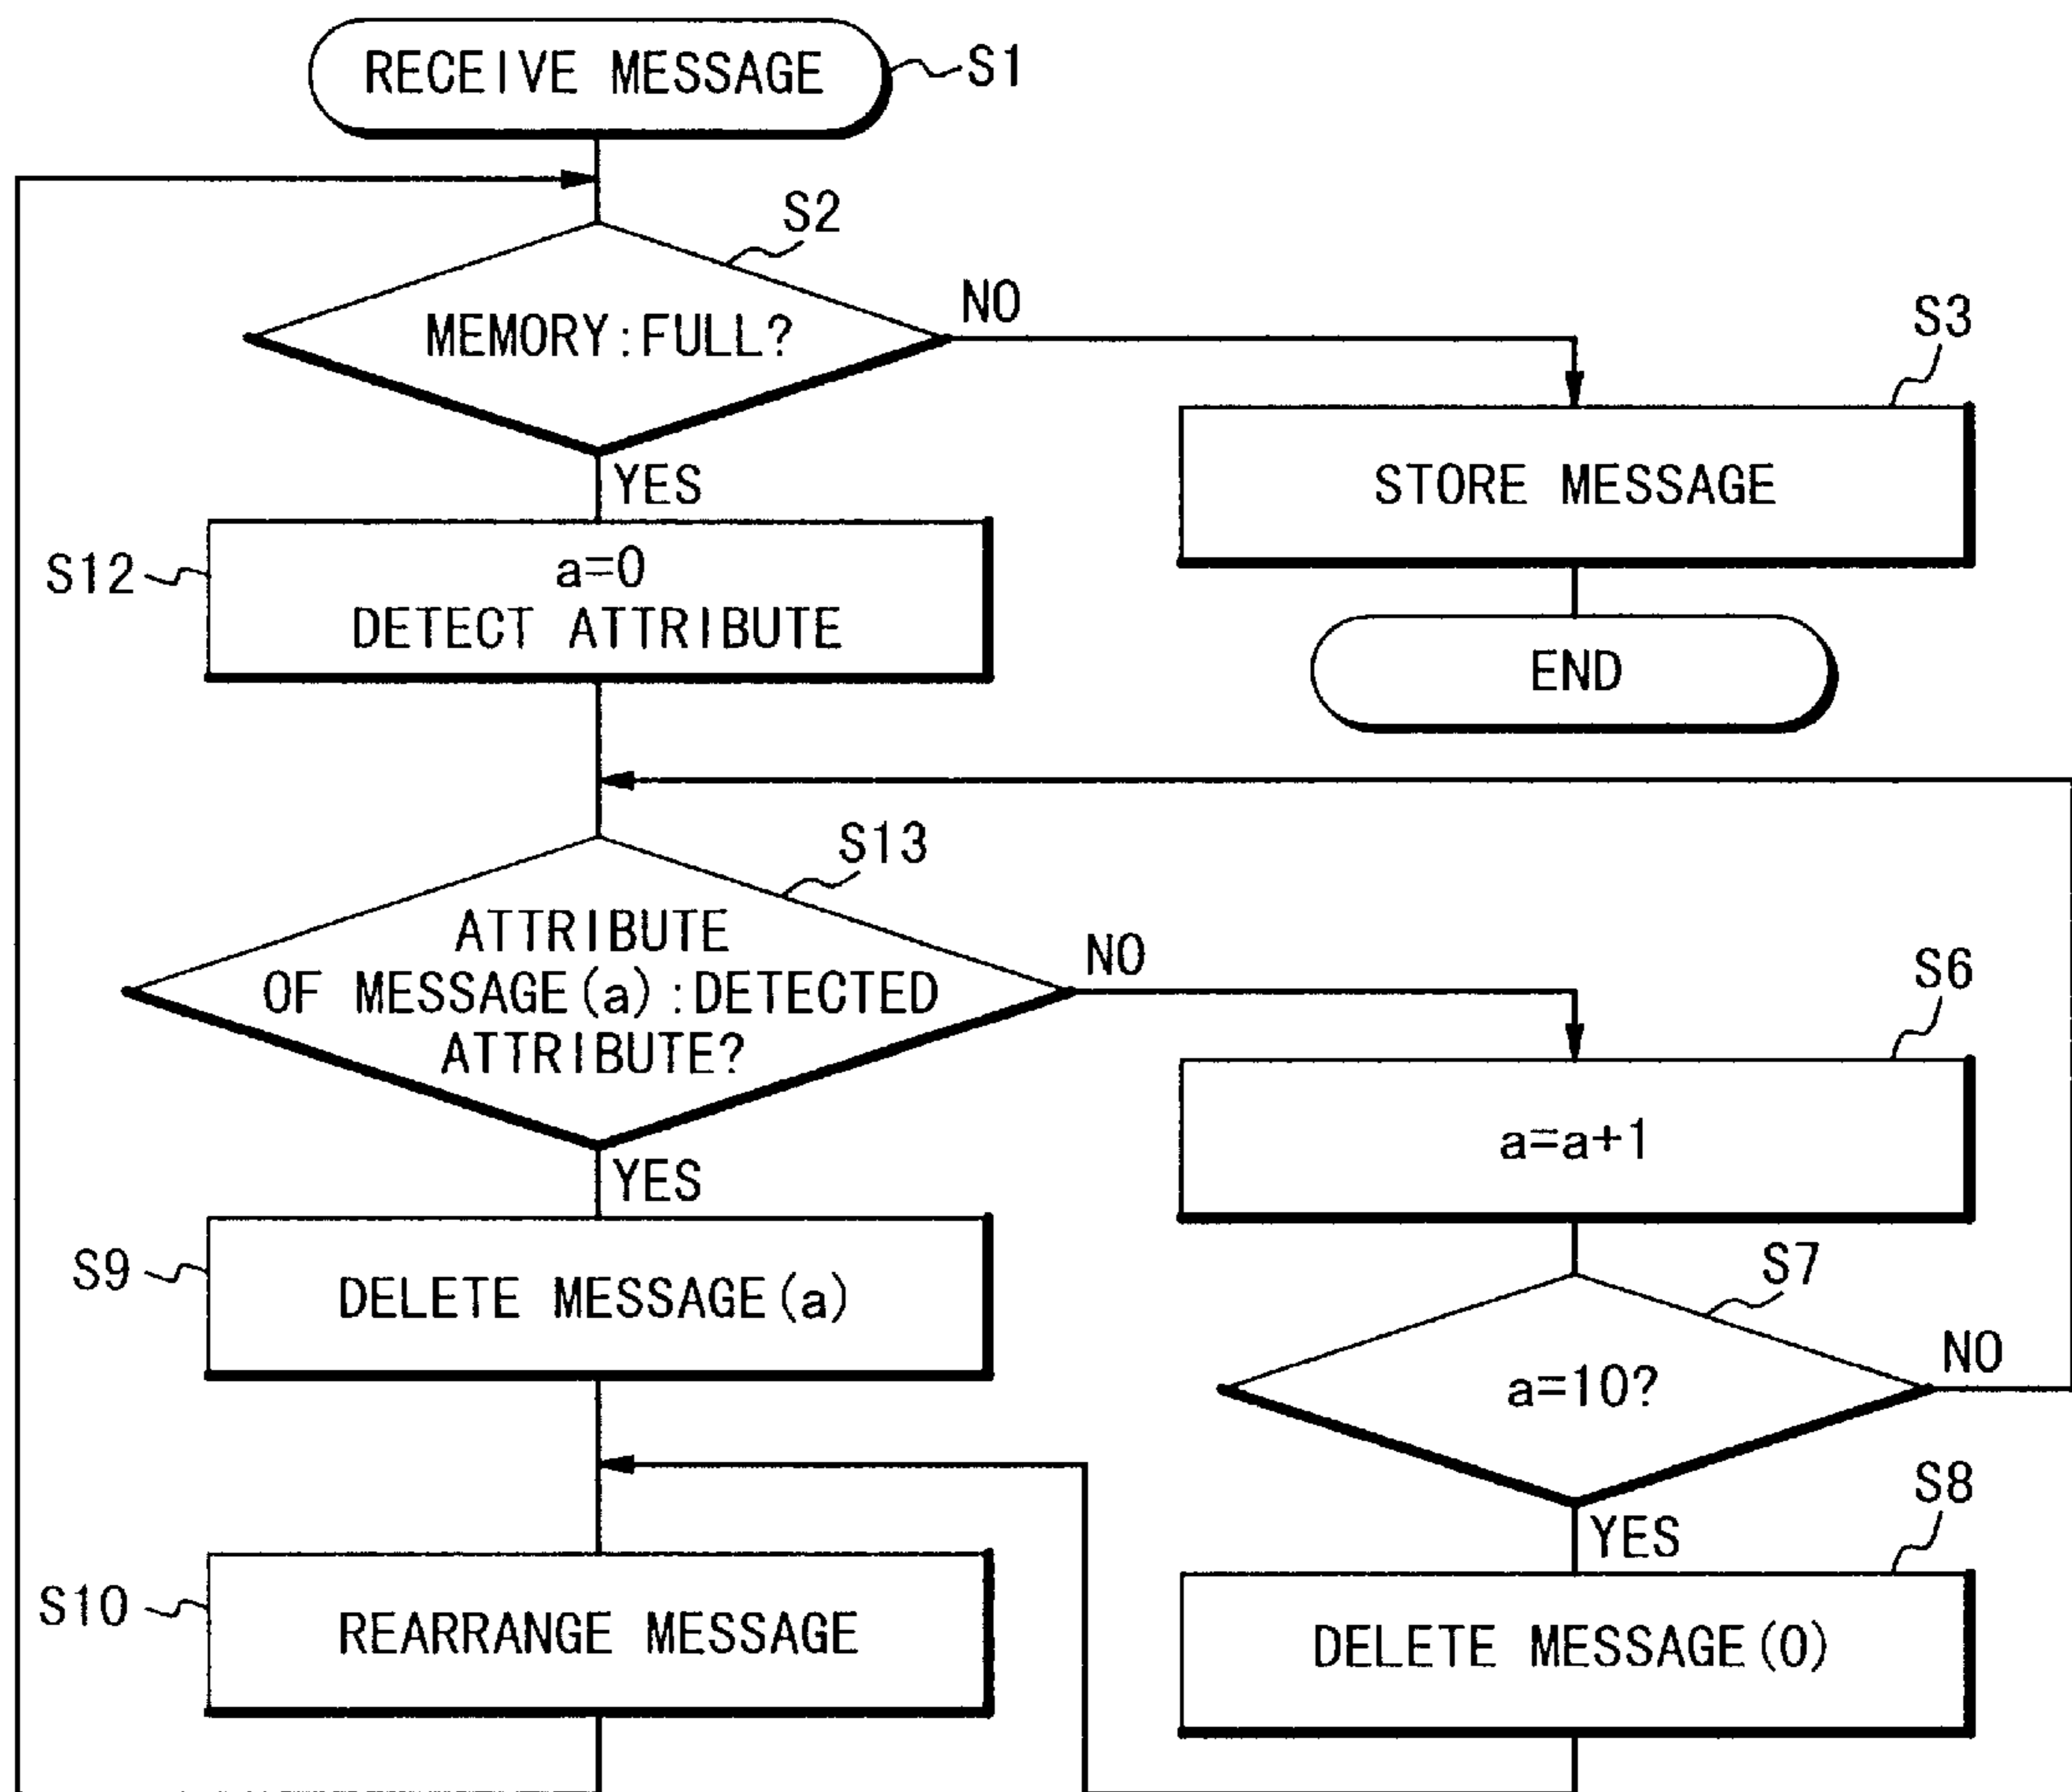 RECEIVE MESSAGE
S1
S2
MEMORY:FULL?
NO
S3
STORE MESSAGE
YES
S12
a=0
DETECT ATTRIBUTE
END
S13
ATTRIBUTE
OF MESSAGE(a):DETECTED
ATTRIBUTE?
NO
S6
a=a+1
YES
S9
DELETE MESSAGE(a)
S7
a=10?
NO
S10
REARRANGE MESSAGE
YES
S8
DELETE MESSAGE(0)